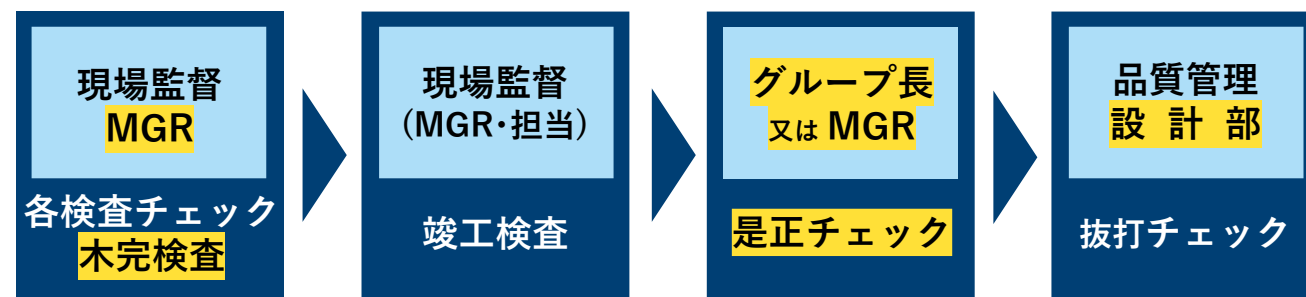 現場監督
MGR
各検査チェック
木完検査
現場監督
(MGR･担当)
竣工検査
グループ長
又は MGR
是正チェック
品質管理
設 計 部
抜打チェック